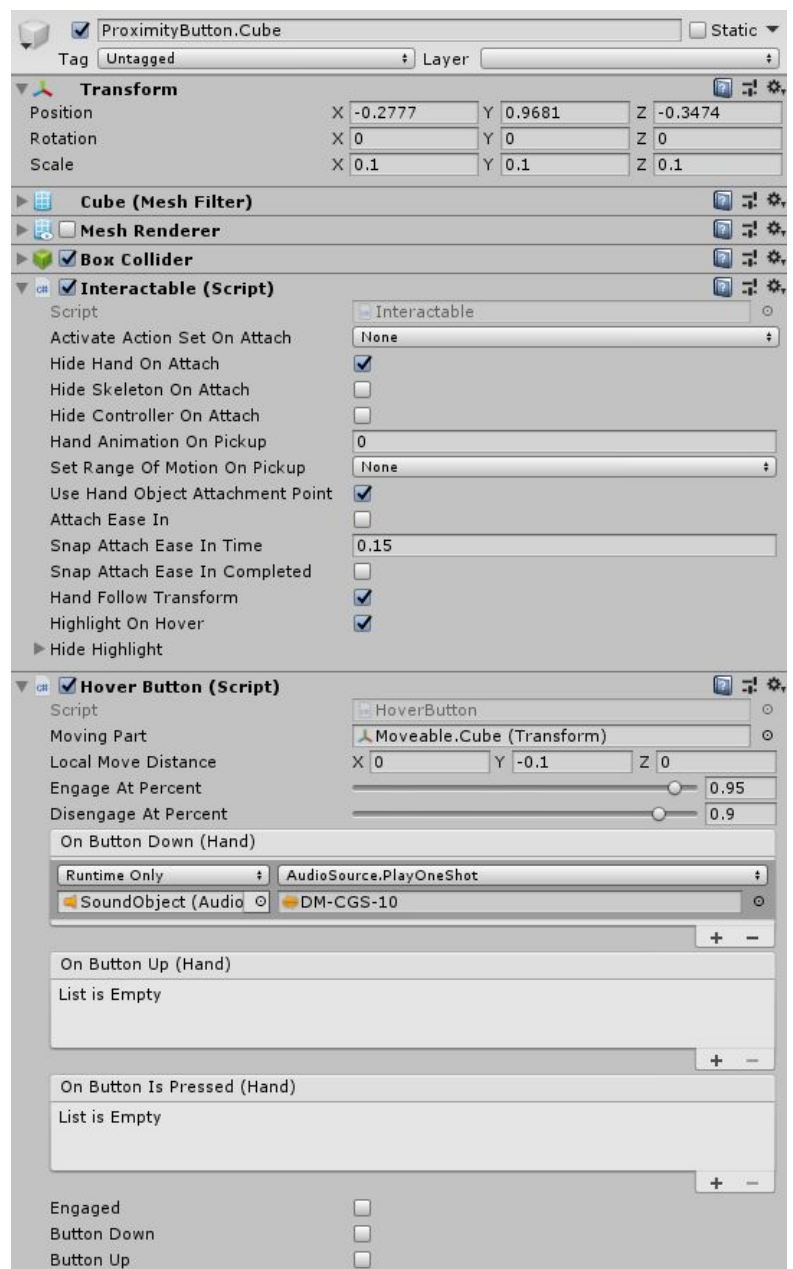 ProximityButton.Cube Static
Tag Untagged Layer
Transform
Position X -0.2777 Y 0.9681 Z -0.3474
Rotation X 0 Y 0 Z 0
Scale X 0.1 Y 0.1 Z 0.1
Cube (Mesh Filter)
Mesh Renderer
Box Collider
Interactable (Script)
Script Interactable
Activate Action Set On Attach None
Hide Hand On Attach
Hide Skeleton On Attach
Hide Controller On Attach
Hand Animation On Pickup 0
Set Range Of Motion On Pickup None
Use Hand Object Attachment Point
Attach Ease In
Snap Attach Ease In Time 0.15
Snap Attach Ease In Completed
Hand Follow Transform
Highlight On Hover
Hide Highlight
Hover Button (Script)
Script HoverButton
Moving Part Moveable.Cube (Transform)
Local Move Distance X 0 Y -0.1 Z 0
Engage At Percent 0.95
Disengage At Percent 0.9
On Button Down (Hand)
Runtime Only AudioSource.PlayOneShot
SoundObject (Audio DM-CGS-10
+ −
On Button Up (Hand)
List is Empty
+ −
On Button Is Pressed (Hand)
List is Empty
+ −
Engaged
Button Down
Button Up